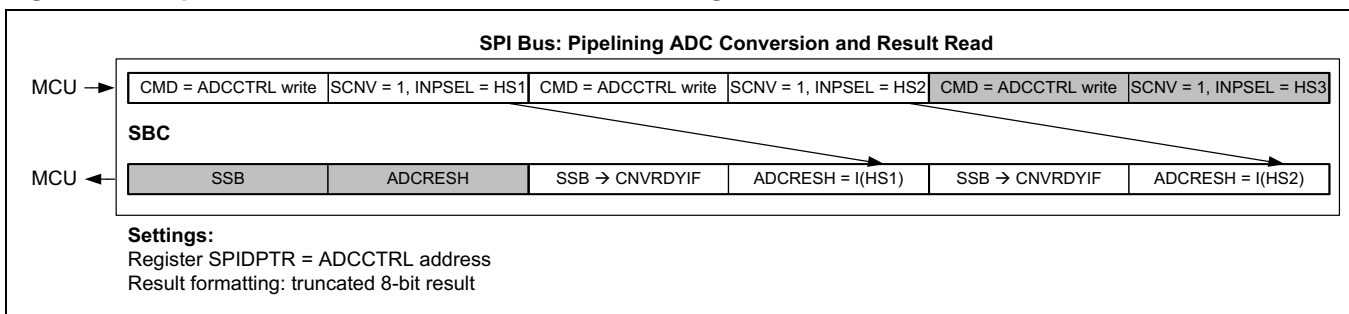 SPI Bus: Pipelining ADC Conversion and Result Read
MCU CMD = ADCCTRL write SCNV = 1, INPSEL = HS1 CMD = ADCCTRL write SCNV = 1, INPSEL = HS2 CMD = ADCCTRL write SCNV = 1, INPSEL = HS3
SBC
MCU SSB ADCRESH SSB → CNVRDYIF ADCRESH = I(HS1) SSB → CNVRDYIF ADCRESH = I(HS2)
Settings:
Register SPIDPTR = ADCCTRL address
Result formatting: truncated 8-bit result